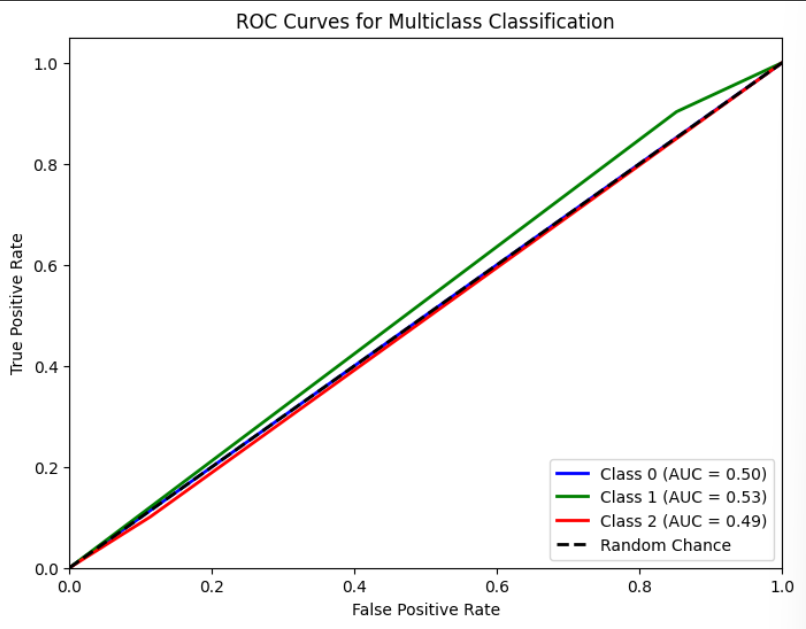 ROC Curves for Multiclass Classification
True Positive Rate
1.0
0.8
0.6
0.4
0.2
0.0
Class 0 (AUC = 0.50)
Class 1 (AUC = 0.53)
Class 2 (AUC = 0.49)
Random Chance
0.0 0.2 0.4 0.6 0.8 1.0
False Positive Rate